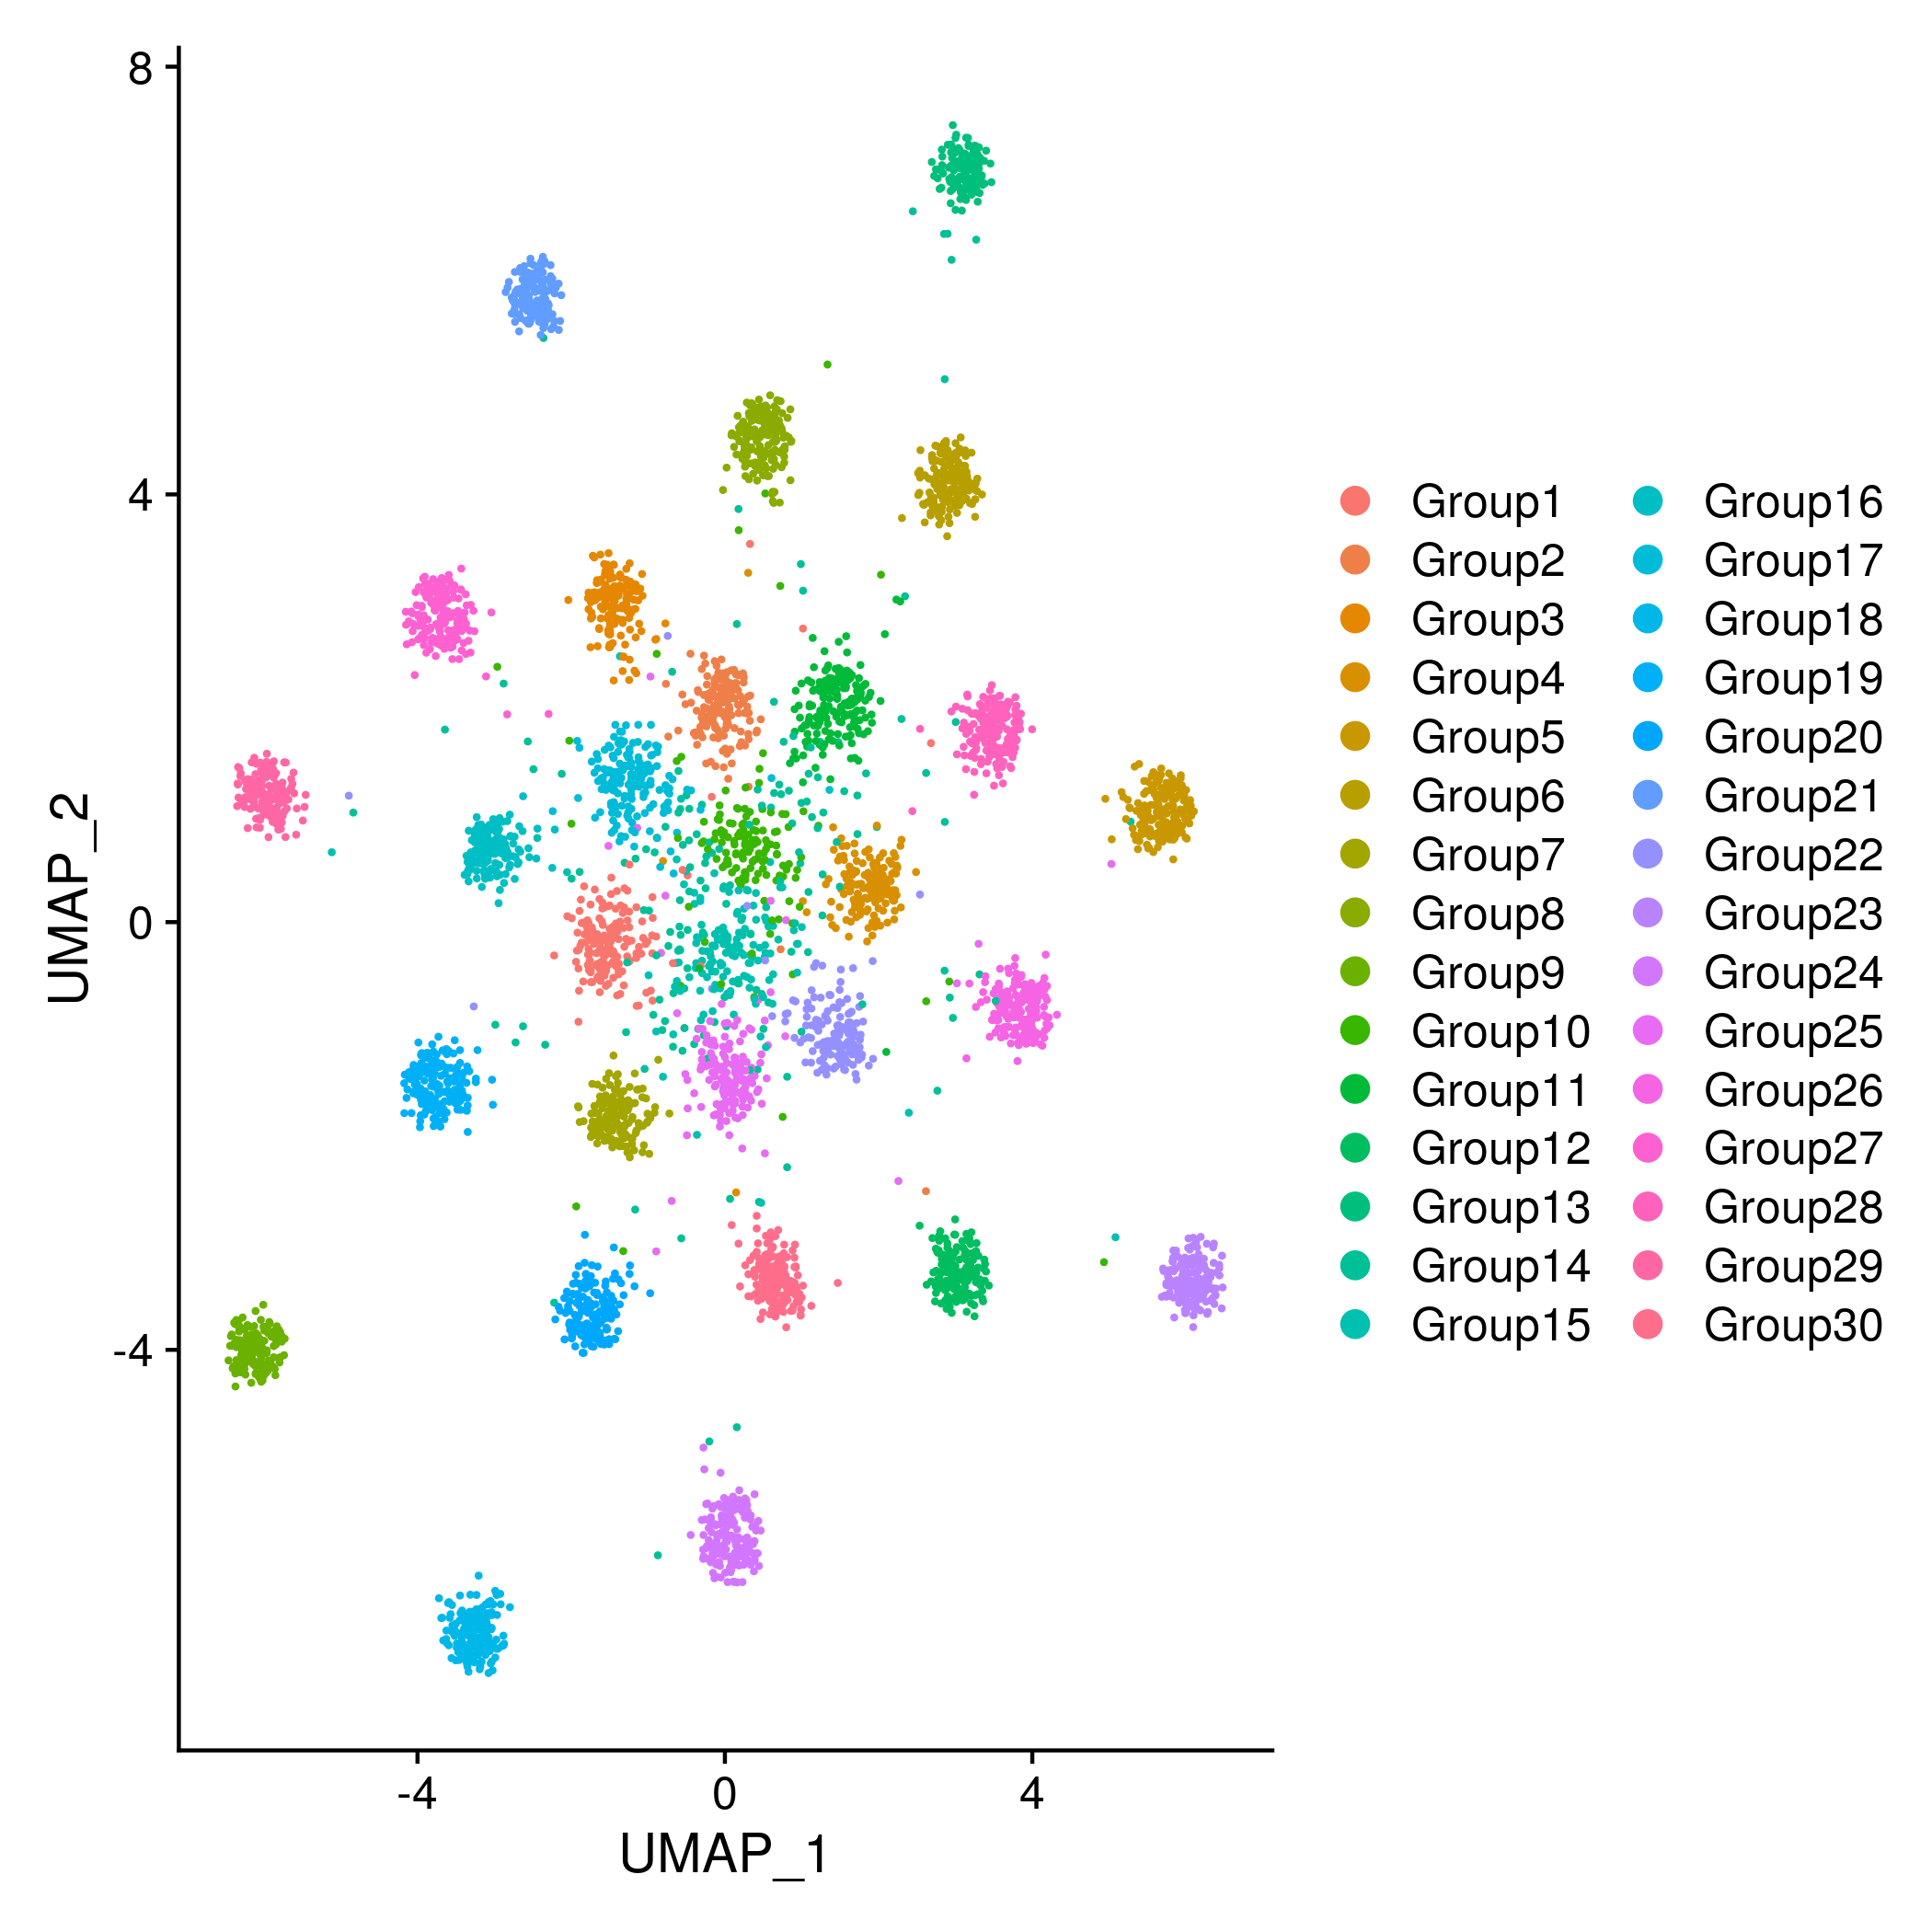 8
4
0
-4
UMAP_2
-4 0 4
UMAP_1
Group1 Group16
Group2 Group17
Group3 Group18
Group4 Group19
Group5 Group20
Group6 Group21
Group7 Group22
Group8 Group23
Group9 Group24
Group10 Group25
Group11 Group26
Group12 Group27
Group13 Group28
Group14 Group29
Group15 Group30